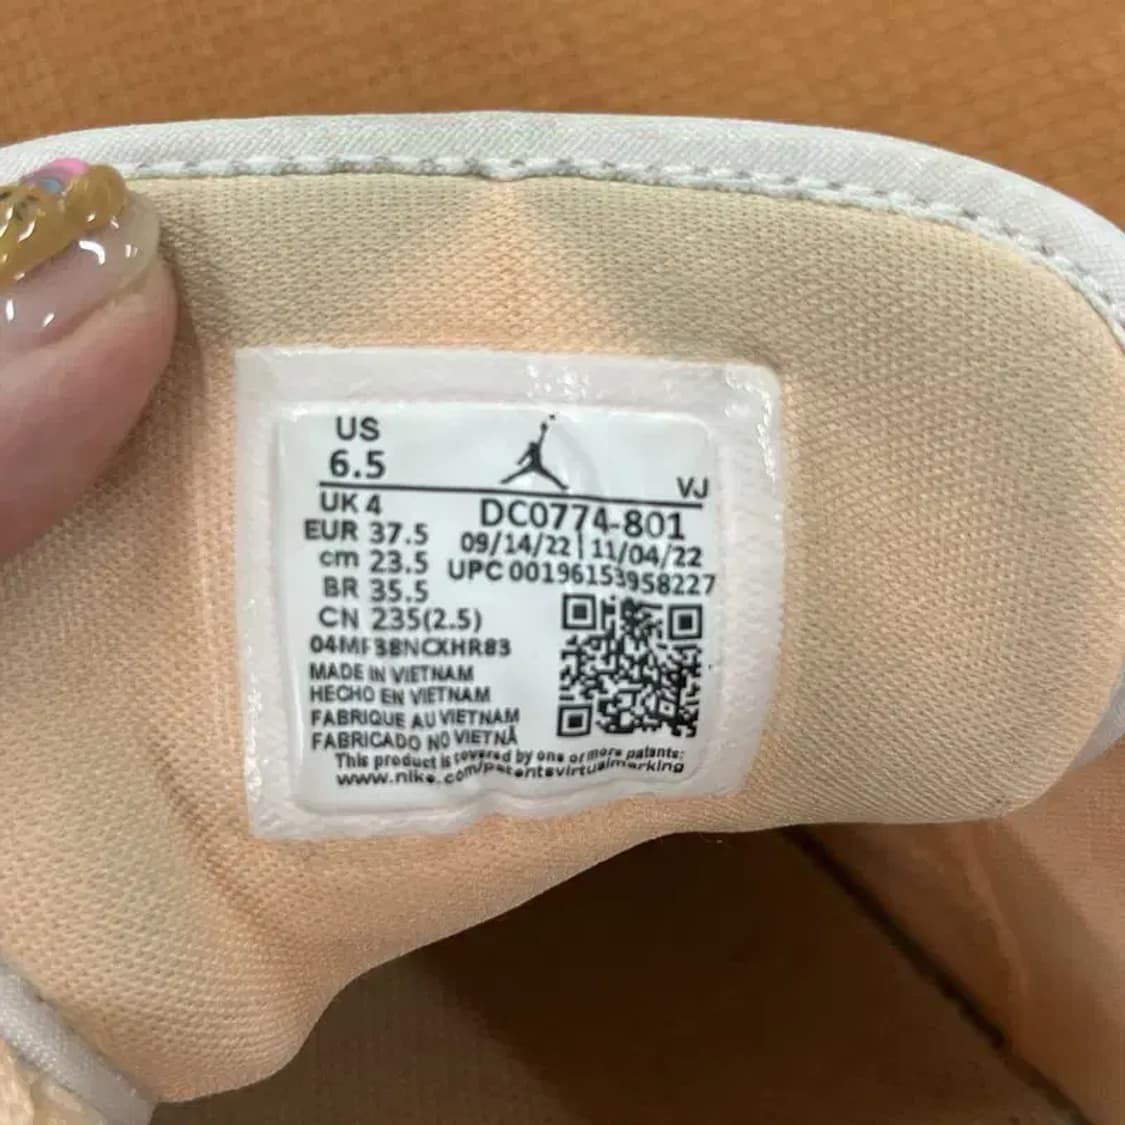 US
6.5
VJ
UK 4
DC0774-801
EUR 37.5
09/14/22 | 11/04/22
cm 23.5
UPC 00196153958227
BR 35.5
CN 235(2.5)
04MF38NCXHR83
MADE IN VIETNAM
HECHO EN VIETNAM
FABRIQUE AU VIETNAM
FABRICADO NO VIETNÃ
This product is covered by one or more patents:
www.nike.com/patentsvirtualmarking